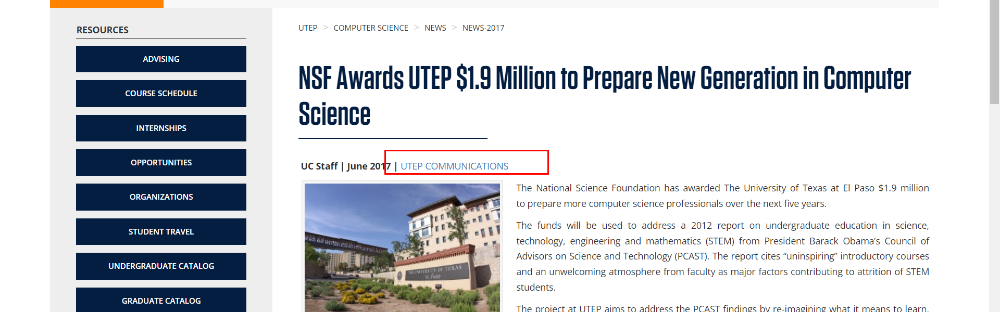 RESOURCES
ADVISING
COURSE SCHEDULE
INTERNSHIPS
OPPORTUNITIES
ORGANIZATIONS
STUDENT TRAVEL
UNDERGRADUATE CATALOG
GRADUATE CATALOG
UTEP > COMPUTER SCIENCE > NEWS > NEWS-2017
NSF Awards UTEP $1.9 Million to Prepare New Generation in Computer
Science
UC Staff | June 2017 | UTEP COMMUNICATIONS
THE UNIVERSITY OF TEXAS
EL PASO
The National Science Foundation has awarded The University of Texas at El Paso $1.9 million
to prepare more computer science professionals over the next five years.
The funds will be used to address a 2012 report on undergraduate education in science,
technology, engineering and mathematics (STEM) from President Barack Obama’s Council of
Advisors on Science and Technology (PCAST). The report cites “uninspiring” introductory courses
and an unwelcoming atmosphere from faculty as major factors contributing to attrition of STEM
students.
The project at UTEP aims to address the PCAST findings by re-imagining what it means to learn,